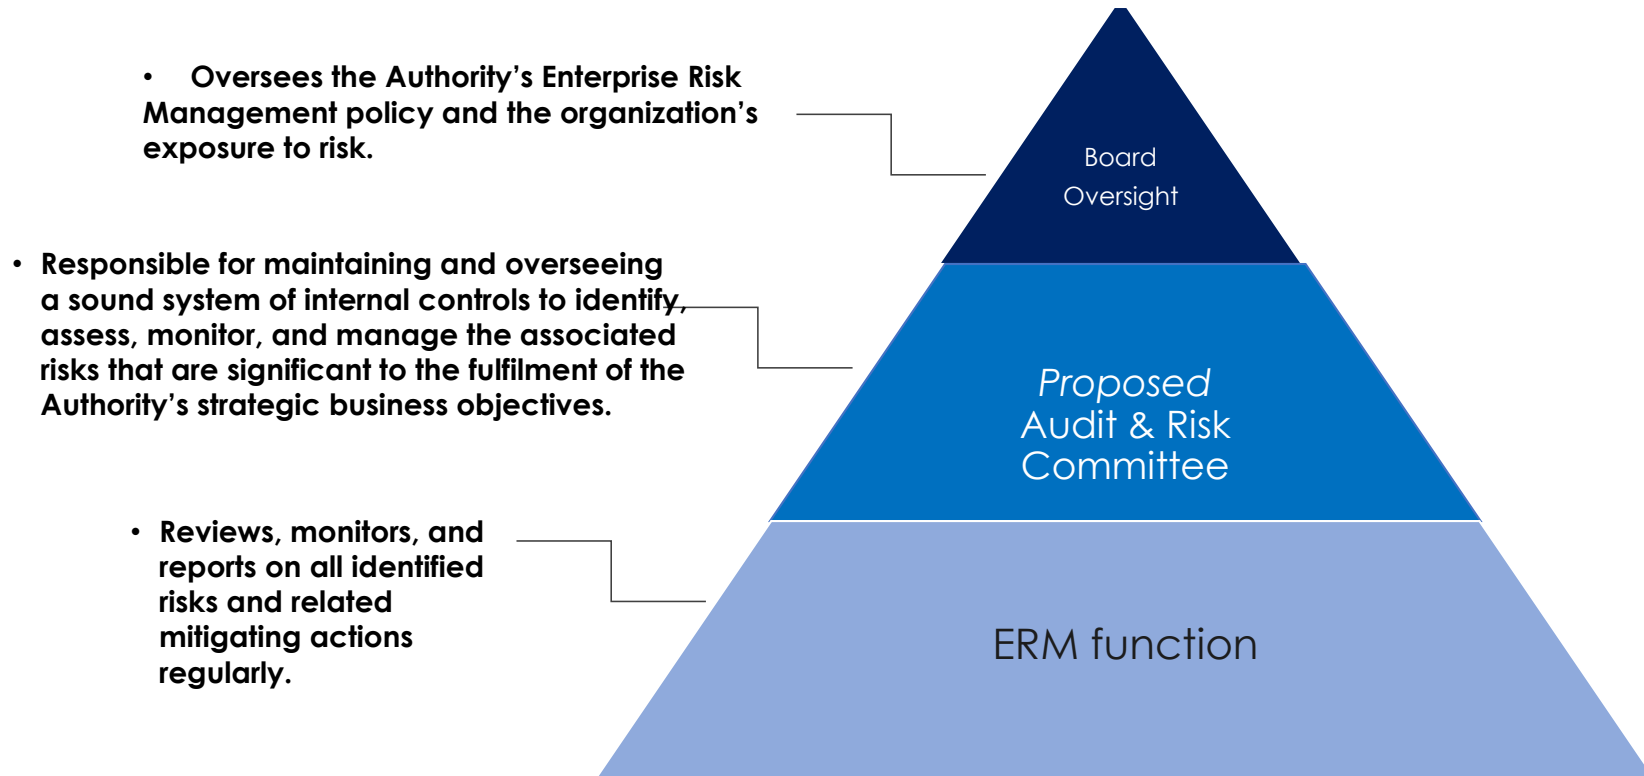 • Oversees the Authority’s Enterprise Risk
Management policy and the organization’s
exposure to risk.
Board
Oversight
• Responsible for maintaining and overseeing
a sound system of internal controls to identify,
assess, monitor, and manage the associated
risks that are significant to the fulfilment of the
Authority’s strategic business objectives.
Proposed
Audit & Risk
Committee
• Reviews, monitors, and
reports on all identified
risks and related
mitigating actions
regularly.
ERM function